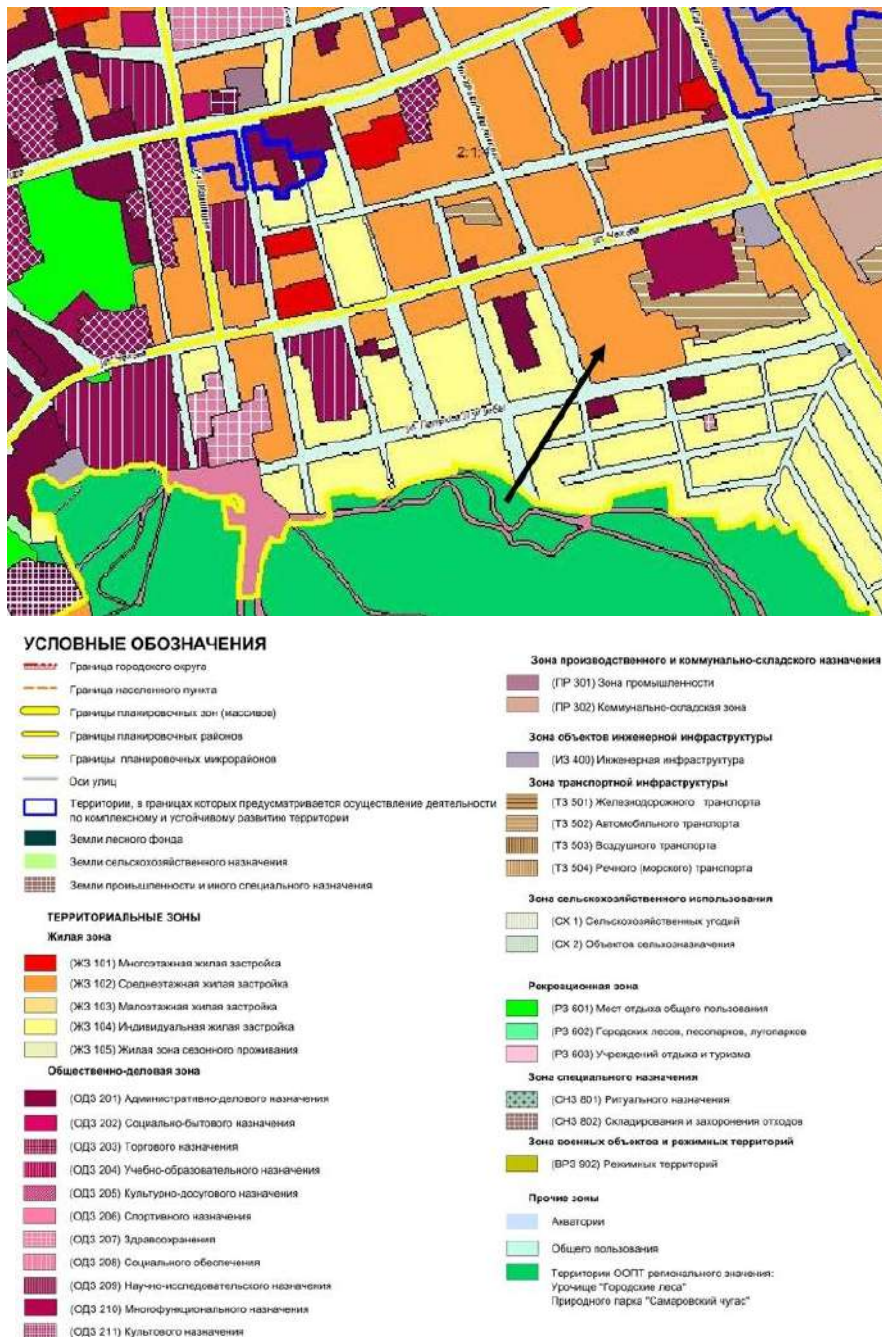 2.1.
ул. Чехова
ул. Чехова
УСЛОВНЫЕ ОБОЗНАЧЕНИЯ
Граница городского округа
Граница населенного пункта
Границы планировочных зон (массивов)
Границы планировочных районов
Границы планировочных микрорайонов
Оси улиц
Территории, в границах которых предусматривается осуществление деятельности
по комплексному и устойчивому развитию территории
Земли лесного фонда
Земли сельскохозяйственного назначения
Земли промышленности и иного специального назначения
ТЕРРИТОРИАЛЬНЫЕ ЗОНЫ
Жилая зона
(ЖЗ 101) Многоэтажная жилая застройка
(ЖЗ 102) Среднеэтажная жилая застройка
(ЖЗ 103) Малоэтажная жилая застройка
(ЖЗ 104) Индивидуальная жилая застройка
(ЖЗ 105) Жилая зона сезонного проживания
Общественно-деловая зона
(ОДЗ 201) Административно-делового назначения
(ОДЗ 202) Социально-бытового назначения
(ОДЗ 203) Торгового назначения
(ОДЗ 204) Учебно-образовательного назначения
(ОДЗ 205) Культурно-досугового назначения
(ОДЗ 206) Спортивного назначения
(ОДЗ 207) Здравоохранения
(ОДЗ 208) Социального обеспечения
(ОДЗ 209) Научно-исследовательского назначения
(ОДЗ 210) Многофункционального назначения
(ОДЗ 211) Культового назначения
Зона производственного и коммунально-складского назначения
(ПР 301) Зона промышленности
(ПР 302) Коммунально-складская зона
Зона объектов инженерной инфраструктуры
(ИЗ 400) Инженерная инфраструктура
Зона транспортной инфраструктуры
(ТЗ 501) Железнодорожного транспорта
(ТЗ 502) Автомобильного транспорта
(ТЗ 503) Воздушного транспорта
(ТЗ 504) Речного (морского) транспорта
Зона сельскохозяйственного использования
(СХ 1) Сельскохозяйственных угодий
(СХ 2) Объектов сельхозназначения
Рекреационная зона
(РЗ 601) Мест отдыха общего пользования
(РЗ 602) Городских лесов, лесопарков, лугопарков
(РЗ 603) Учреждений отдыха и туризма
Зона специального назначения
(СНЗ 801) Ритуального назначения
(СНЗ 802) Складирования и захоронения отходов
Зона военных объектов и режимных территорий
(ВРЗ 902) Режимных территорий
Прочие зоны
Акватории
Общего пользования
Территории ООПТ регионального значения:
Урочище "Городские леса"
Природного парка "Самаровский чугас"